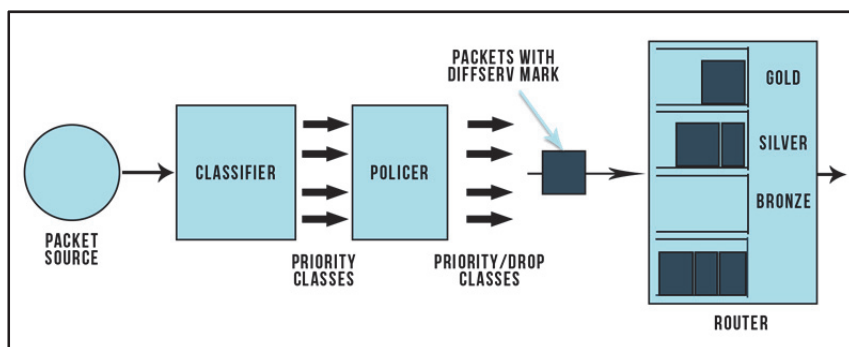 PACKETS WITH
DIFFSERV MARK
GOLD
SILVER
BRONZE
CLASSIFIER
POLICER
PACKET
SOURCE
PRIORITY
CLASSES
PRIORITY/DROP
CLASSES
ROUTER